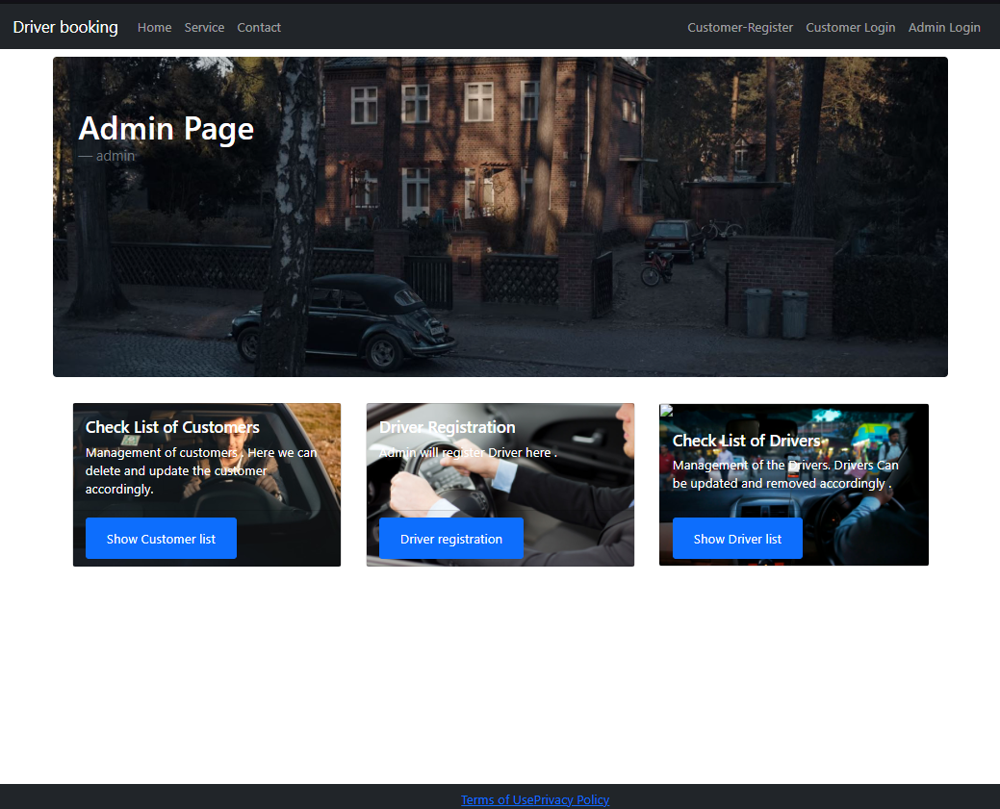 Driver booking Home Service Contact Customer-Register Customer Login Admin Login
Admin Page
— admin
Check List of Customers
Management of customers . Here we can
delete and update the customer
accordingly.
Show Customer list
Driver Registration
Admin will register Driver here .
Driver registration
Check List of Drivers
Management of the Drivers. Drivers Can
be updated and removed accordingly .
Show Driver list
Terms of UsePrivacy Policy